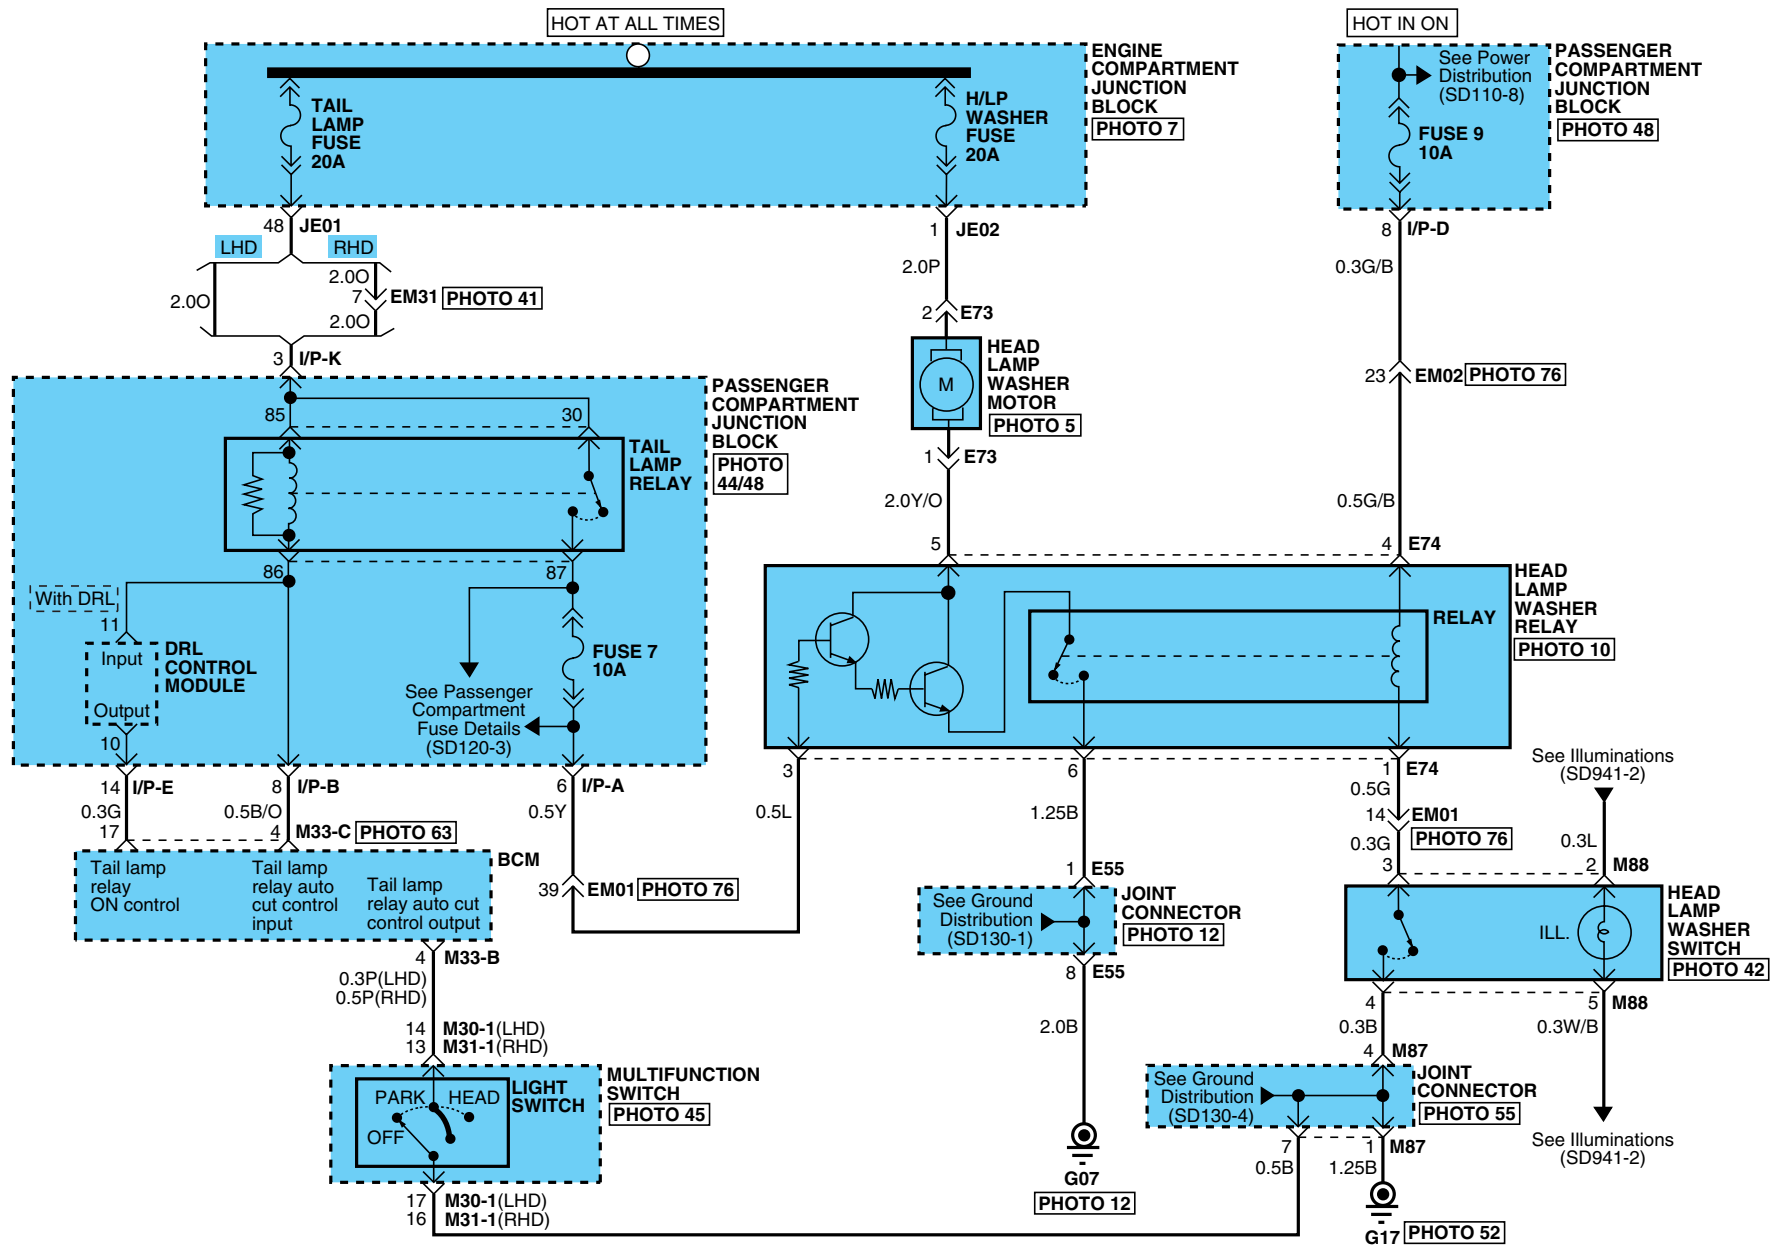 HOT AT ALL TIMES
HOT IN ON
ENGINE
COMPARTMENT
JUNCTION
BLOCK
PHOTO 7
TAIL
LAMP
FUSE
20A
H/LP
WASHER
FUSE
20A
See Power
Distribution
(SD110-8)
FUSE 9
10A
PASSENGER
COMPARTMENT
JUNCTION
BLOCK
PHOTO 48
48 JE01
1 JE02
8 I/P-D
LHD
RHD
2.0O
2.0O
7 EM31 PHOTO 41
2.0O
2.0P
0.3G/B
3 I/P-K
2 E73
HEAD
LAMP
WASHER
MOTOR
PHOTO 5
M
23 EM02 PHOTO 76
PASSENGER
COMPARTMENT
JUNCTION
BLOCK
PHOTO
44/48
85
30
TAIL
LAMP
RELAY
1 E73
2.0Y/O
0.5G/B
5
4 E74
86
87
With DRL
11
Input
Output
10
DRL
CONTROL
MODULE
FUSE 7
10A
See Passenger
Compartment
Fuse Details
(SD120-3)
HEAD
LAMP
WASHER
RELAY
PHOTO 10
RELAY
14 I/P-E
8 I/P-B
6 I/P-A
3
6
1 E74
0.3G
0.5B/O
0.5Y
0.5L
1.25B
0.5G
14 EM01
PHOTO 76
0.3G
See Illuminations
(SD941-2)
0.3L
17
4 M33-C PHOTO 63
3
2 M88
BCM
Tail lamp
relay
ON control
Tail lamp
relay auto
cut control
input
Tail lamp
relay auto cut
control output
39 EM01 PHOTO 76
1 E55
See Ground
Distribution
(SD130-1)
JOINT
CONNECTOR
PHOTO 12
8 E55
ILL.
HEAD
LAMP
WASHER
SWITCH
PHOTO 42
4 M33-B
0.3P(LHD)
0.5P(RHD)
14 M30-1(LHD)
13 M31-1(RHD)
2.0B
4
5 M88
0.3B
0.3W/B
4 M87
PARK
HEAD
OFF
LIGHT
SWITCH
MULTIFUNCTION
SWITCH
PHOTO 45
See Ground
Distribution
(SD130-4)
JOINT
CONNECTOR
PHOTO 55
See Illuminations
(SD941-2)
7
1 M87
0.5B
1.25B
17 M30-1(LHD)
16 M31-1(RHD)
G07
PHOTO 12
G17 PHOTO 52